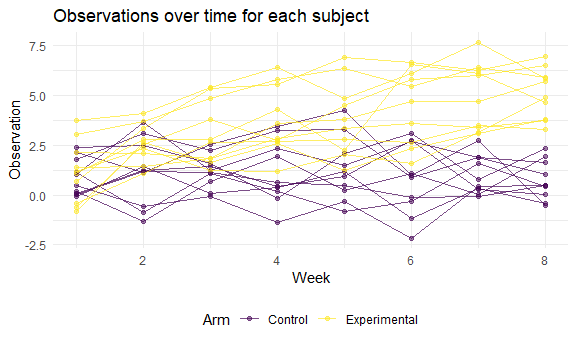 Observations over time for each subject
Observation
7.5
5.0
2.5
0.0
-2.5
2 4 6 8
Week
Arm Control Experimental